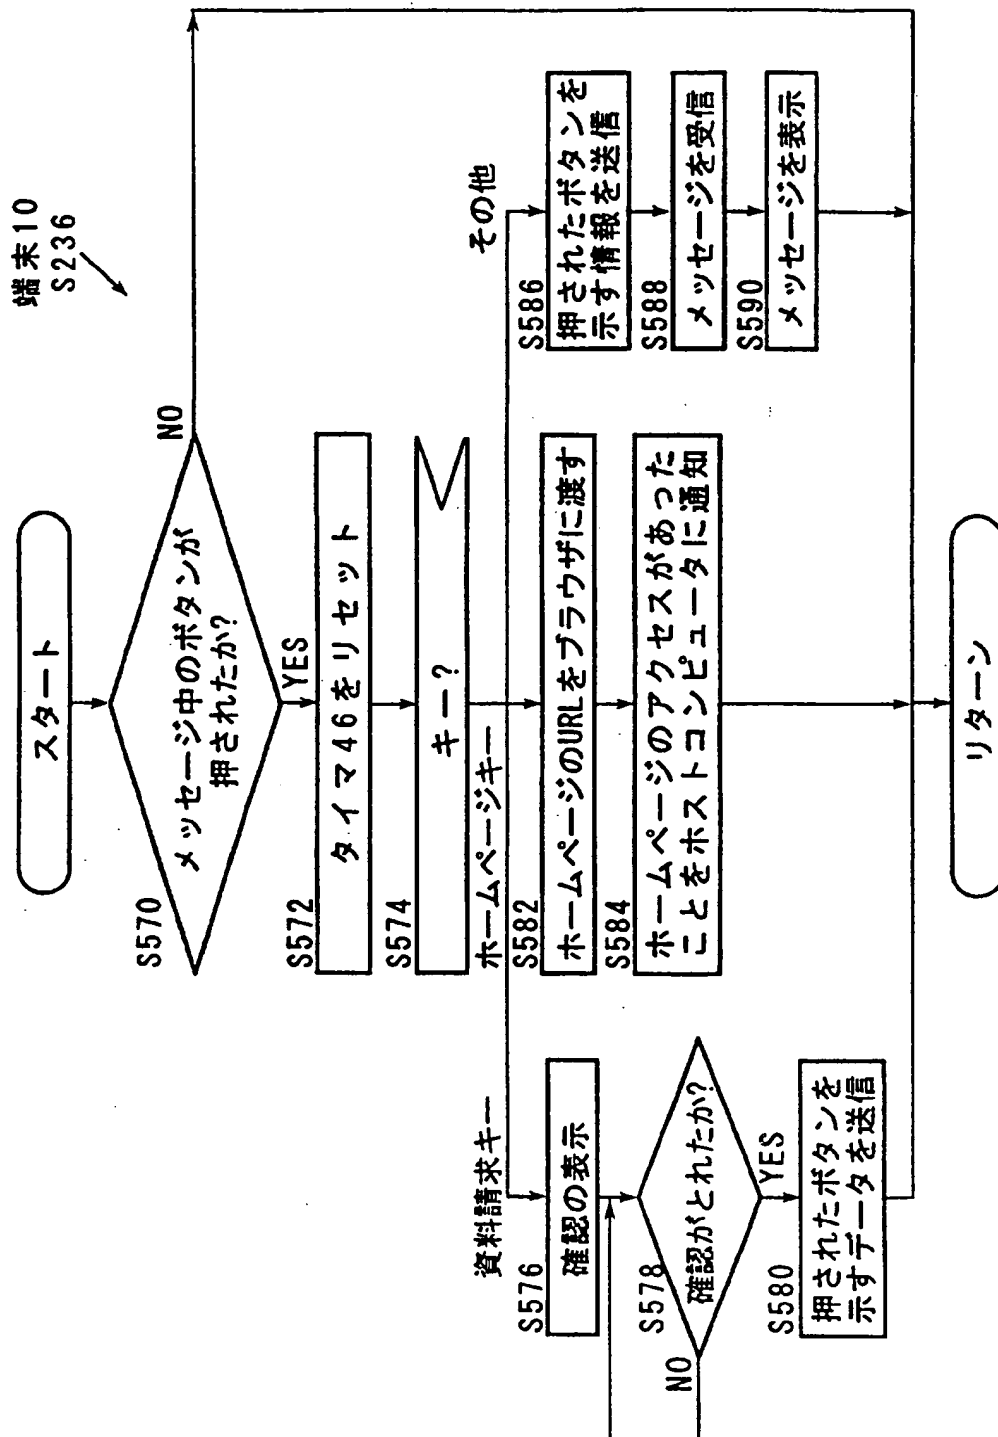 端末10
S236
スタート
S570
メッセージ中のボタンが
押されたか?
NO
YES
S572
タイマ46をリセット
S574
キー?
資料請求キー
ホームページキー
その他
S576
確認の表示
S578
確認がとれたか?
NO
YES
S580
押されたボタンを
示すデータを送信
S582
ホームページのURLをブラウザに渡す
S584
ホームページのアクセスがあった
ことをホストコンピュータに通知
S586
押されたボタンを
示す情報を送信
S588
メッセージを受信
S590
メッセージを表示
リターン